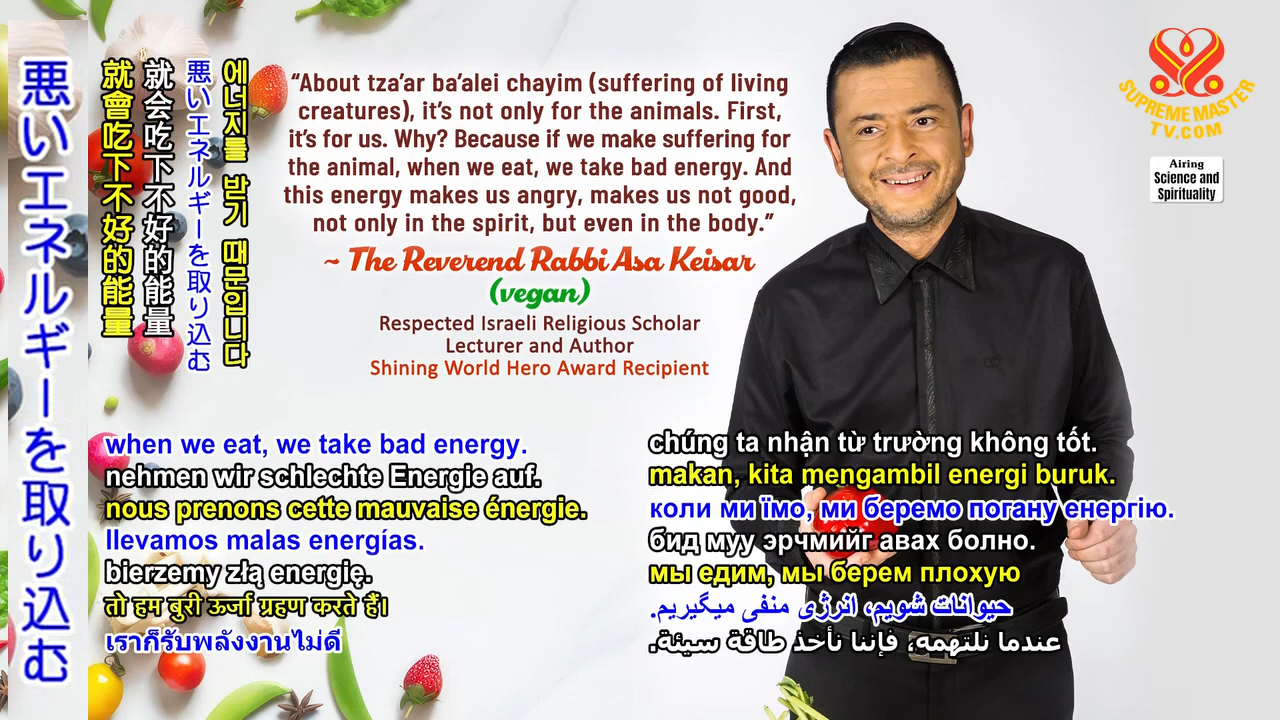 悪いエネルギーを取り込む
就會吃下不好的能量
就会吃下不好的能量
悪いエネルギーを取り込む
에너지를 받기 때문입니다
“About tza’ar ba’alei chayim (suffering of living
creatures), it’s not only for the animals. First,
it’s for us. Why? Because if we make suffering for
the animal, when we eat, we take bad energy. And
this energy makes us angry, makes us not good,
not only in the spirit, but even in the body.”
~ The Reverend Rabbi Asa Keisar
(vegan)
Respected Israeli Religious Scholar
Lecturer and Author
Shining World Hero Award Recipient
SUPREME MASTER
TV.COM
Airing
Science and
Spirituality
when we eat, we take bad energy.
nehmen wir schlechte Energie auf.
nous prenons cette mauvaise énergie.
llevamos malas energías.
bierzemy złą energię.
तो हम बुरी ऊर्जा ग्रहण करते हैं।
เราก็รับพลังงานไม่ดี
chúng ta nhận từ trường không tốt.
makan, kita mengambil energi buruk.
коли ми їмо, ми беремо погану енергію.
бид муу эрчмийг авах болно.
мы едим, мы берем плохую
حیوانات شویم، انرژی منفی میگیریم.
عندما نلتهمه، فإننا نأخذ طاقة سيئة.